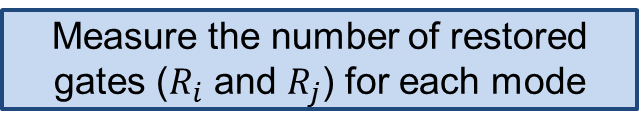 Measure the number of restored
gates (𝑅ᵢ and 𝑅ⱼ) for each mode